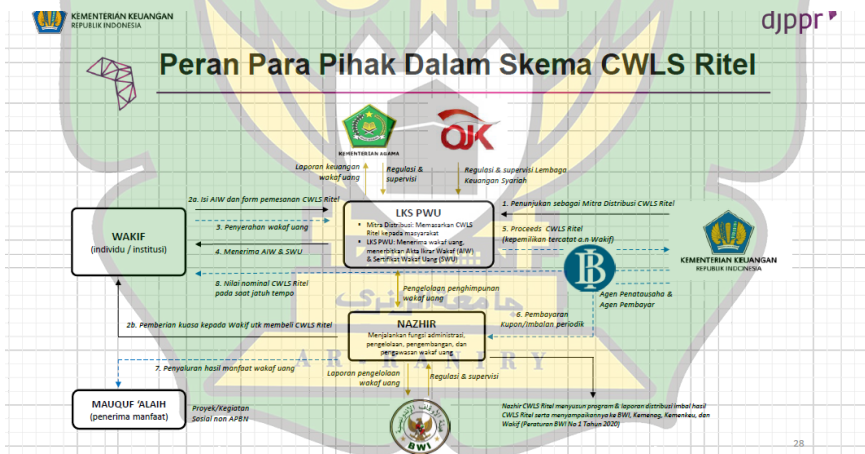 KEMENTERIAN KEUANGAN
REPUBLIK INDONESIA
djppr
Peran Para Pihak Dalam Skema CWLS Ritel
KEMENTERIAN AGAMA
OJK
Laporan keuangan
wakaf uang
Regulasi &
supervisi
Regulasi & supervisi Lembaga
Keuangan Syariah
2a. Isi AIW dan form pemesanan CWLS Ritel
1. Penunjukan sebagai Mitra Distribusi CWLS Ritel
WAKIF
(individu / institusi)
3. Penyerahan wakaf uang
4. Menerima AIW & SWU
LKS PWU
• Mitra Distribusi: Memasarkan CWLS
Ritel kepada masyarakat
• LKS PWU: Menerima wakaf uang,
menerbitkan Akta Ikrar Wakaf (AIW)
& Sertifikat Wakaf Uang (SWU)
5. Proceeds CWLS Ritel
(kepemilikan tercatat a.n Wakif)
KEMENTERIAN KEUANGAN
REPUBLIK INDONESIA
8. Nilai nominal CWLS Ritel
pada saat jatuh tempo
Pengelolaan penghimpunan
wakaf uang
Agen Penatausaha &
Agen Pembayar
جامعة الرانري
6. Pembayaran
Kupon/Imbalan periodik
2b. Pemberian kuasa kepada Wakif utk membeli CWLS Ritel
NAZHIR
Menjalankan fungsi administrasi,
pengelolaan, pengembangan, dan
pengawasan wakaf uang
AR-RANIRY
7. Penyaluran hasil manfaat wakaf uang
Laporan pengelolaan
wakaf uang
Regulasi & supervisi
MAUQUF 'ALAIH
(penerima manfaat)
Proyek/Kegiatan
Sosial non APBN
BWI
Nazhir CWLS Ritel menyusun program & laporan distribusi imbal hasil
CWLS Ritel serta menyampaikannya ke BWI, Kemenag, Kemenkeu, dan
Wakif (Peraturan BWI No 1 Tahun 2020)
28